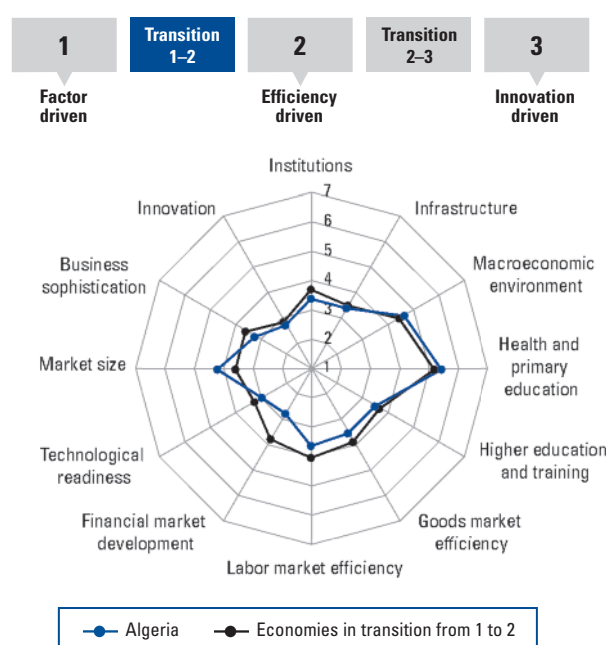 1
Transition
1–2
2
Transition
2–3
3
Factor
driven
Efficiency
driven
Innovation
driven
Institutions
7
Innovation
Infrastructure
6
5
Business
sophistication
Macroeconomic
environment
4
3
Market size
2
1
Health and
primary
education
Technological
readiness
Higher education
and training
Financial market
development
Goods market
efficiency
Labor market efficiency
Algeria
Economies in transition from 1 to 2